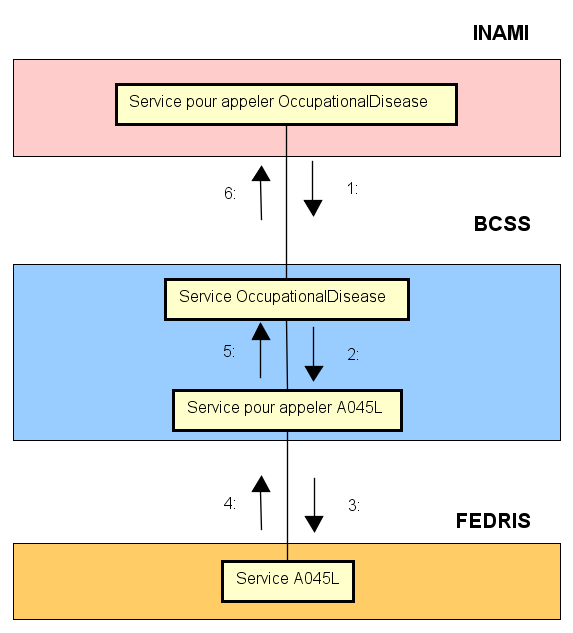 INAMI
Service pour appeler OccupationalDisease
6:
1:
BCSS
Service OccupationalDisease
5:
2:
Service pour appeler A045L
4:
3:
FEDRIS
Service A045L